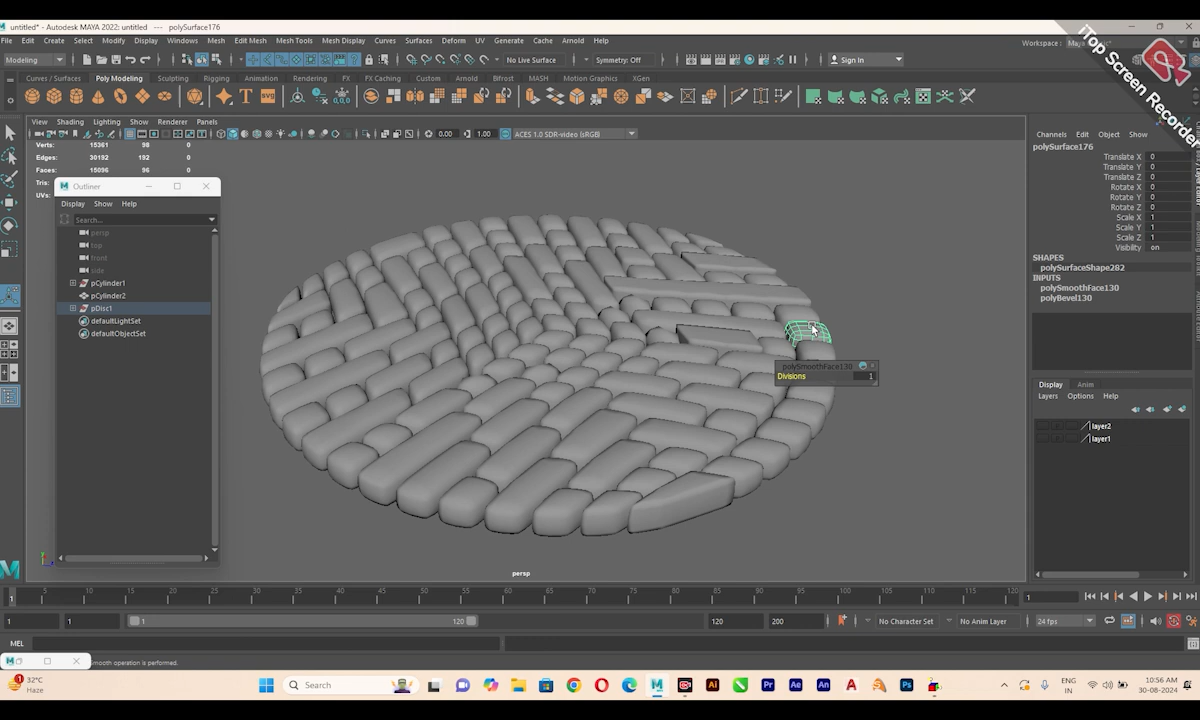 untitled* - Autodesk MAYA 2022: untitled --- polySurface176
File Edit Create Select Modify Display Windows Mesh Edit Mesh Mesh Tools Mesh Display Curves Surfaces Deform UV Generate Cache Arnold Help
Workspace :
iTop Screen Recorder
Modeling
No Live Surface
Symmetry: Off
Sign In
Curves / Surfaces Poly Modeling Sculpting Rigging Animation Rendering FX FX Caching Custom Arnold Bifrost MASH Motion Graphics XGen
View Shading Lighting Show Renderer Panels
0.00 1.00 ACES 1.0 SDR-video (sRGB)
Verts: 15361 98 0
Edges: 30192 192 0
Faces: 15096 96 0
Tris:
UVs:
Outliner
Display Show Help
Search...
persp
top
front
side
pCylinder1
pCylinder2
pDisc1
defaultLightSet
defaultObjectSet
polySmoothFace130
Divisions 1
persp
Channels Edit Object Show
polySurface176
Translate X 0
Translate Y 0
Translate Z 0
Rotate X 0
Rotate Y 0
Rotate Z 0
Scale X 1
Scale Y 1
Scale Z 1
Visibility on
SHAPES
polySurfaceShape282
INPUTS
polySmoothFace130
polyBevel130
Display Anim
Layers Options Help
layer2
layer1
1 5 10 15 20 25 30 35 40 45 50 55 60 65 70 75 80 85 90 95 100 105 110 115 120
1
1 1 1 120 120 200 No Character Set No Anim Layer 24 fps
MEL
smooth operation is performed.
32°C
Haze
Search
ENG
IN
10:56 AM
30-08-2024